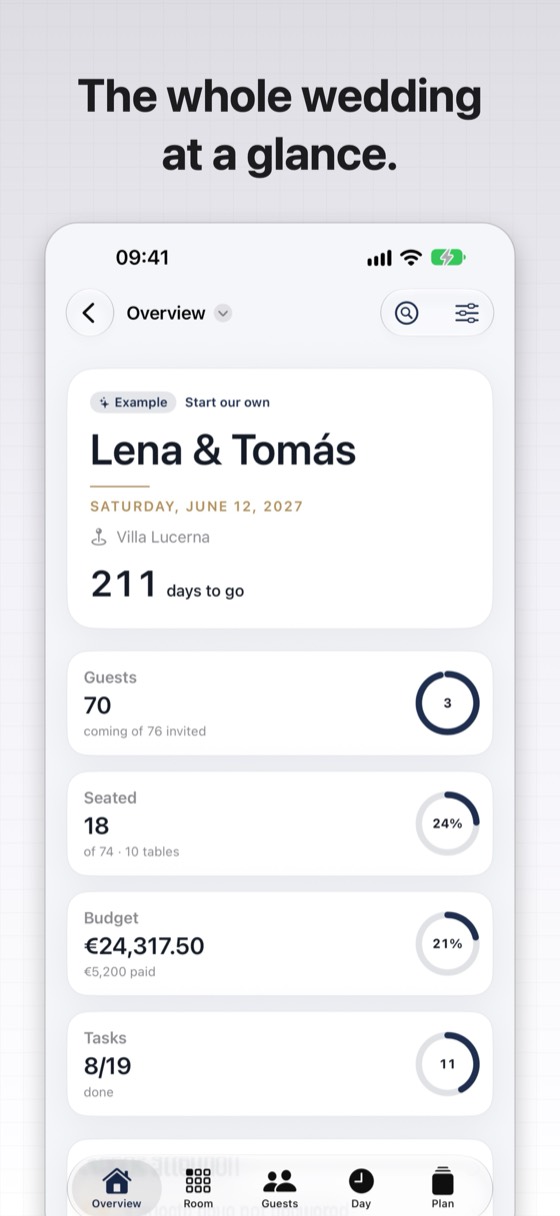 The whole wedding
at a glance.
09:41
Overview
Example Start our own
Lena & Tomás
SATURDAY, JUNE 12, 2027
Villa Lucerna
211 days to go
Guests
70
coming of 76 invited
3
Seated
18
of 74 · 10 tables
24%
Budget
€24,317.50
€5,200 paid
21%
Tasks
8/19
done
11
Overview Room Guests Day Plan